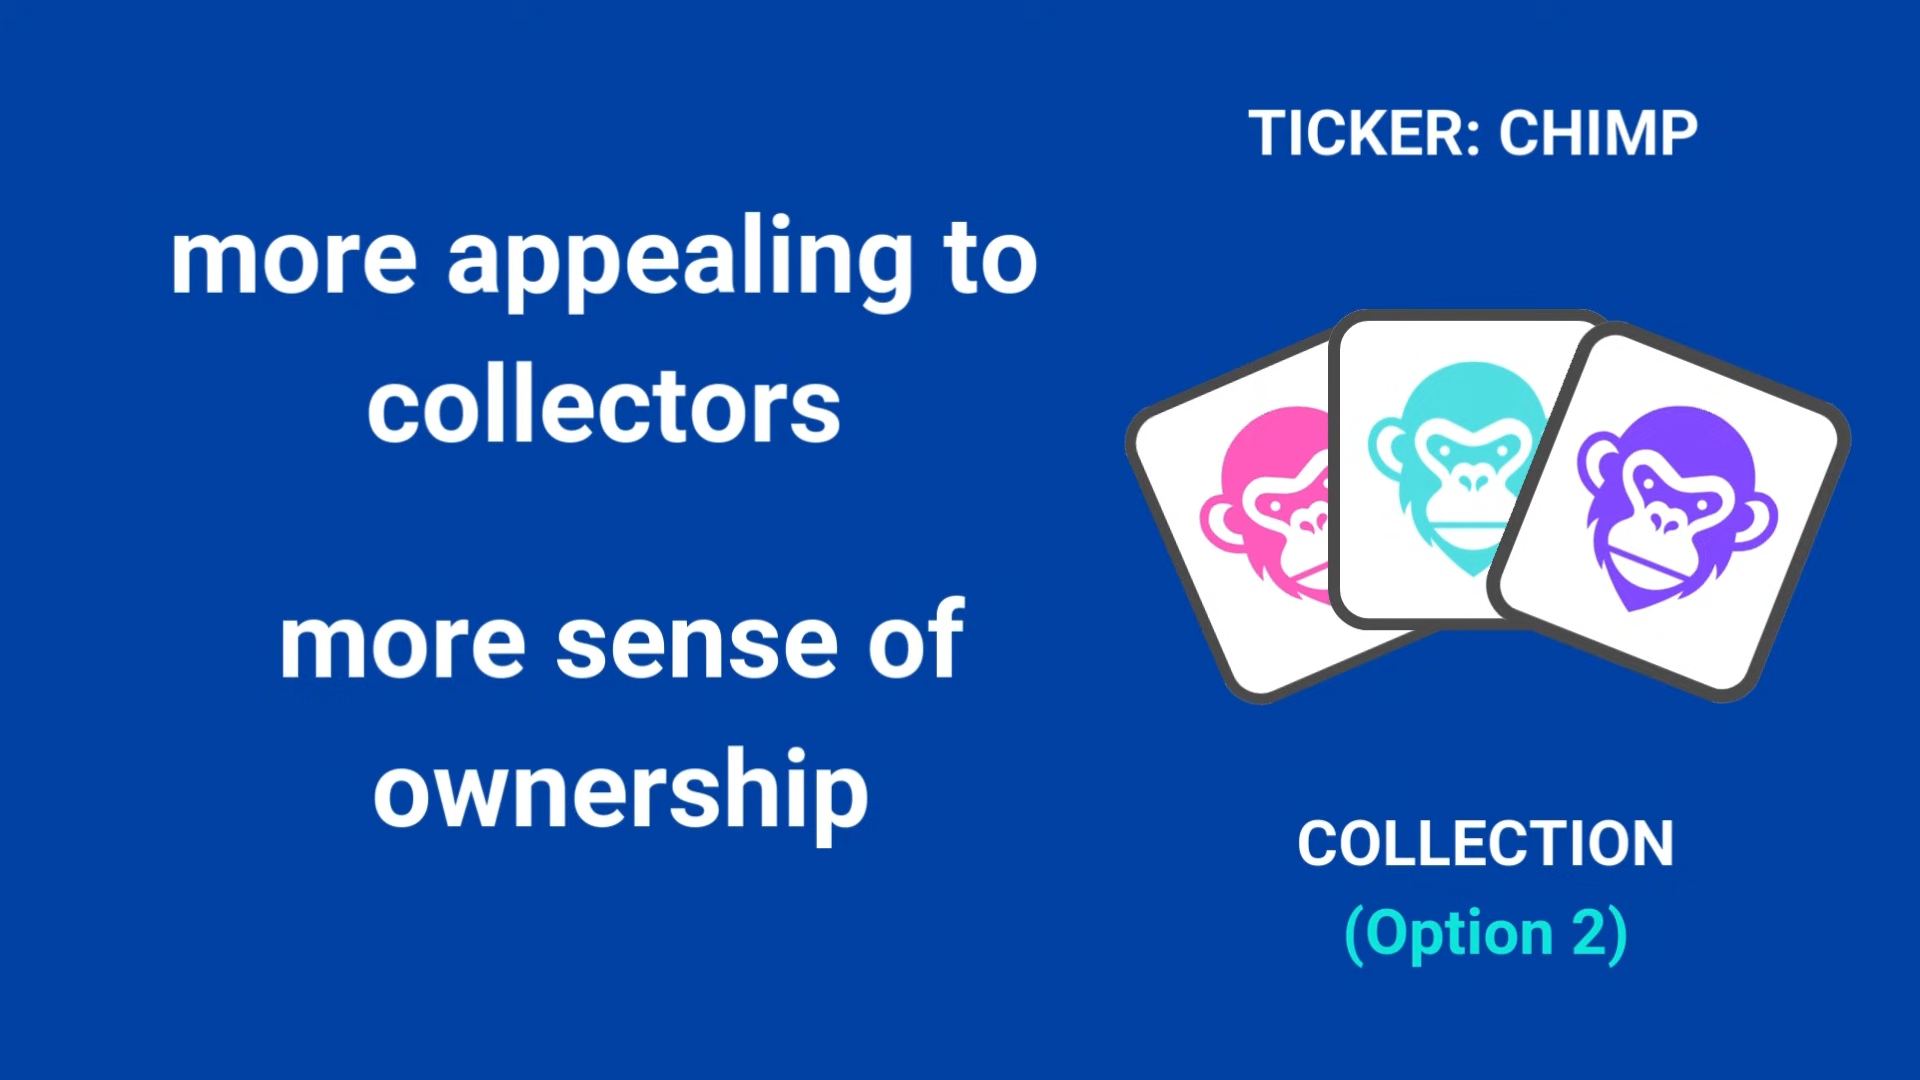 TICKER: CHIMP
more appealing to
collectors
more sense of
ownership
COLLECTION
(Option 2)